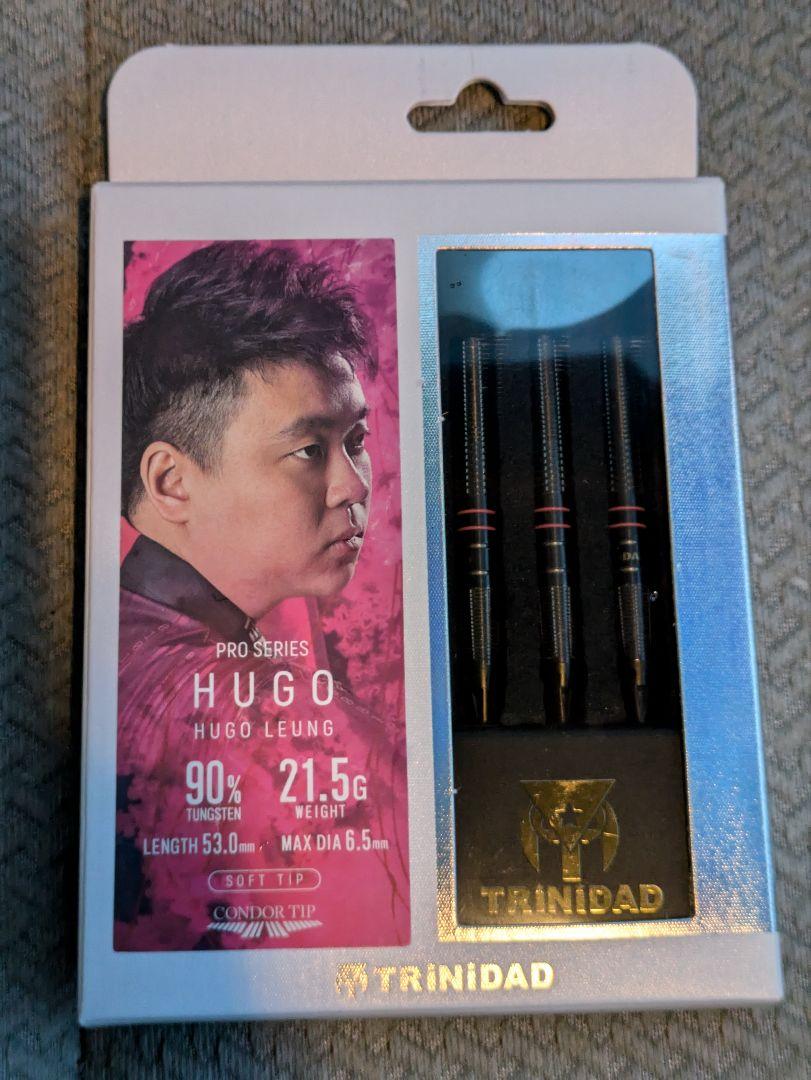 PRO SERIES
HUGO
HUGO LEUNG
90% 21.5G
TUNGSTEN WEIGHT
LENGTH 53.0mm MAX DIA 6.5mm
SOFT TIP
CONDOR TIP
DA
TRiNiDAD
TRiNiDAD